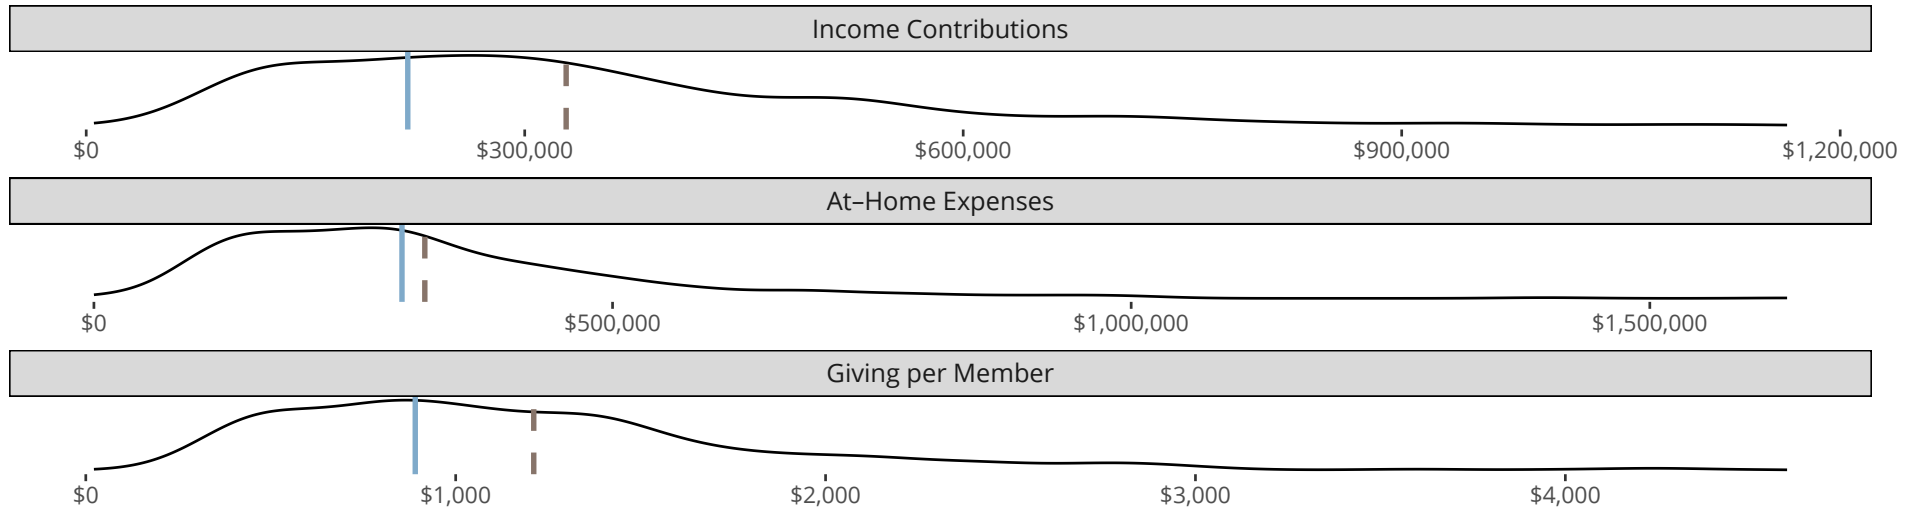 Income Contributions
$0 $300,000 $600,000 $900,000 $1,200,000
At–Home Expenses
$0 $500,000 $1,000,000 $1,500,000
Giving per Member
$0 $1,000 $2,000 $3,000 $4,000